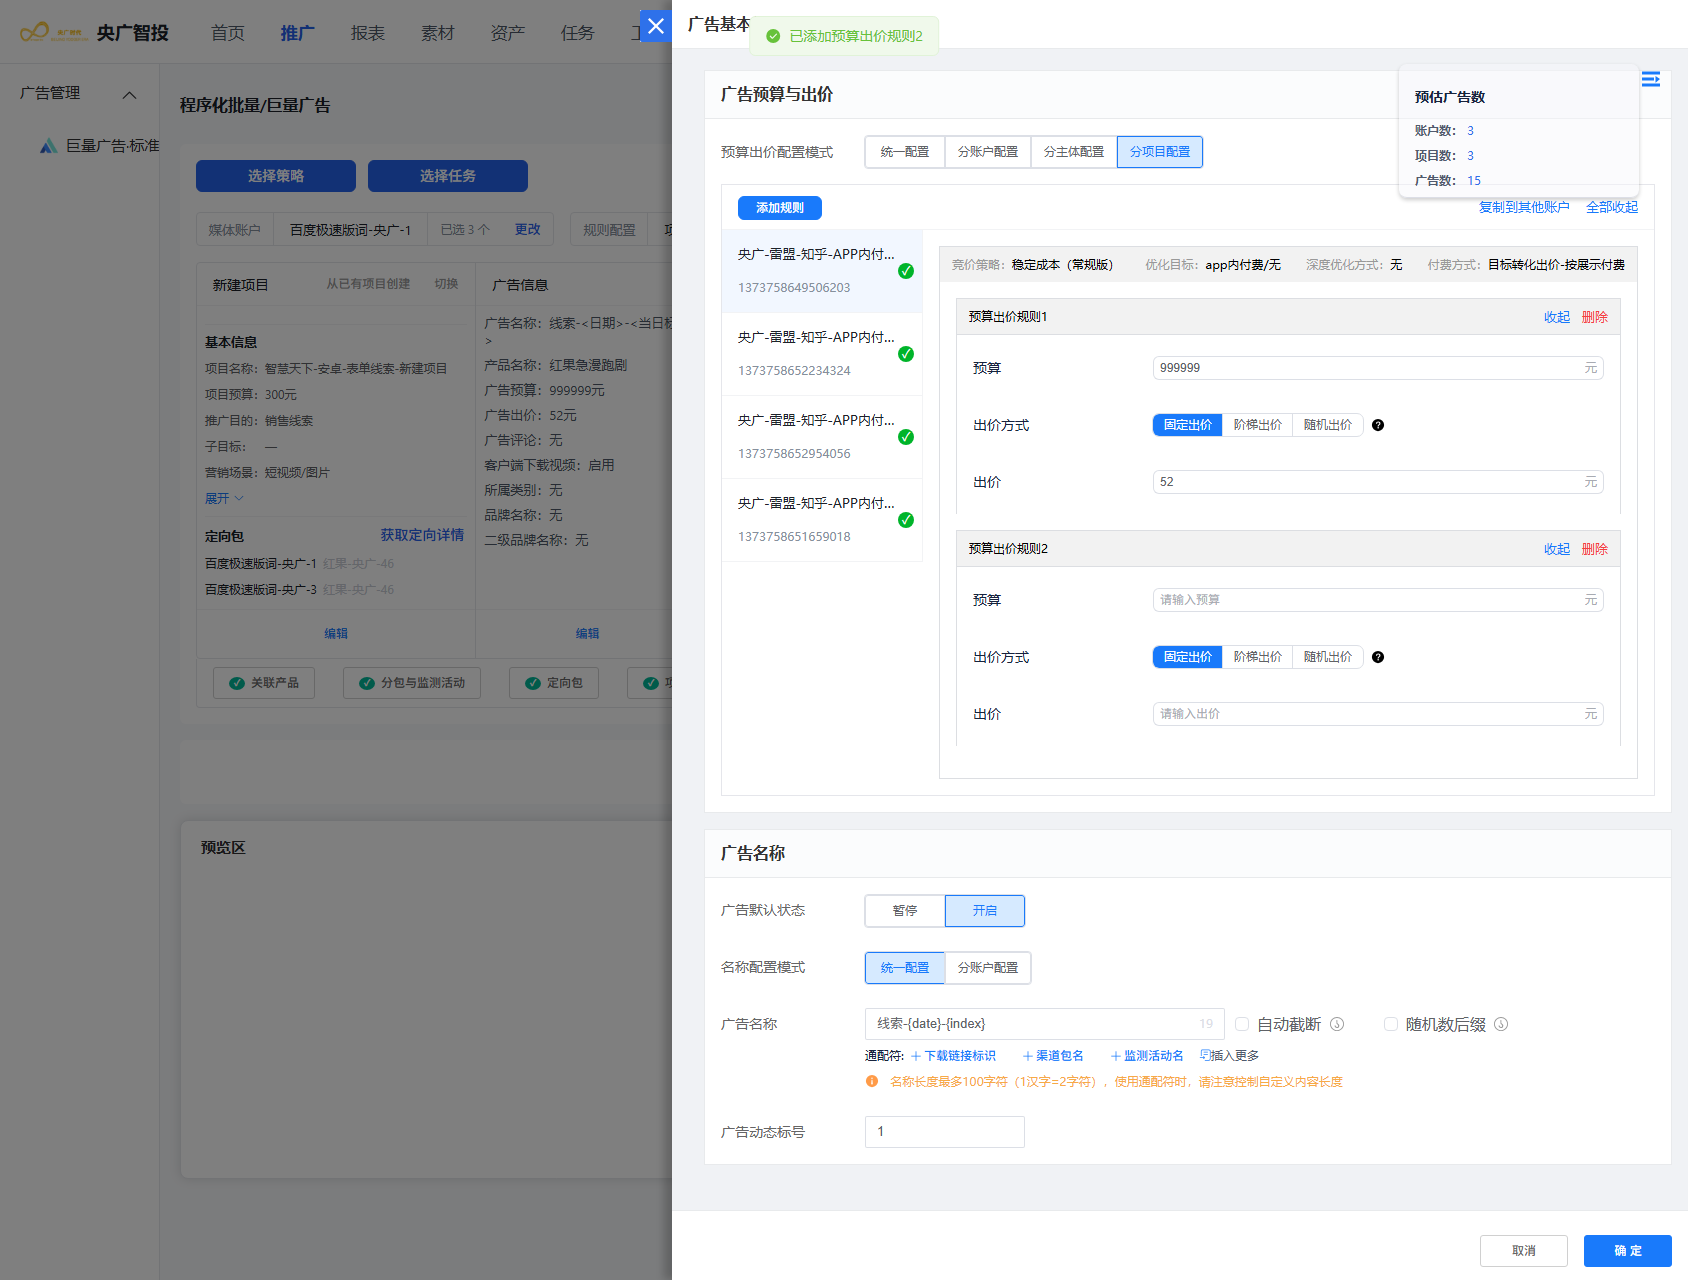 央广智投
首页
推广
报表
素材
资产
任务
广告管理
巨量广告·标准
程序化批量/巨量广告
选择策略
选择任务
媒体账户
百度极速版词-央广-1
已选 3 个
更改
规则配置
新建项目
从已有项目创建
切换
广告信息
基本信息
项目名称：智慧天下-安卓-表单线索-新建项目
项目预算：300元
推广目的：销售线索
子目标： —
营销场景：短视频/图片
展开
定向包
获取定向详情
百度极速版词-央广-1 红果-央广-46
百度极速版词-央广-3 红果-央广-46
编辑
广告名称：线索-<日期>-<当日标
>
产品名称：红果急漫跑剧
广告预算：999999元
广告出价：52元
广告评论：无
客户端下载视频：启用
所属类别：无
品牌名称：无
二级品牌名称：无
编辑
关联产品
分包与监测活动
定向包
预览区
广告基本
已添加预算出价规则2
广告预算与出价
预估广告数
账户数： 3
项目数： 3
广告数： 15
预算出价配置模式
统一配置
分账户配置
分主体配置
分项目配置
添加规则
复制到其他账户
全部收起
央广-雷盟-知乎-APP内付...
1373758649506203
央广-雷盟-知乎-APP内付...
1373758652234324
央广-雷盟-知乎-APP内付...
1373758652954056
央广-雷盟-知乎-APP内付...
1373758651659018
竞价策略：稳定成本（常规版）
优化目标：app内付费/无
深度优化方式：无
付费方式：目标转化出价-按展示付费
预算出价规则1
收起
删除
预算
999999
元
出价方式
固定出价
阶梯出价
随机出价
出价
52
元
预算出价规则2
收起
删除
预算
请输入预算
元
出价方式
固定出价
阶梯出价
随机出价
出价
请输入出价
元
广告名称
广告默认状态
暂停
开启
名称配置模式
统一配置
分账户配置
广告名称
线索-{date}-{index}
19
自动截断
随机数后缀
通配符:
下载链接标识
渠道包名
监测活动名
插入更多
名称长度最多100字符（1汉字=2字符），使用通配符时，请注意控制自定义内容长度
广告动态标号
1
取消
确 定